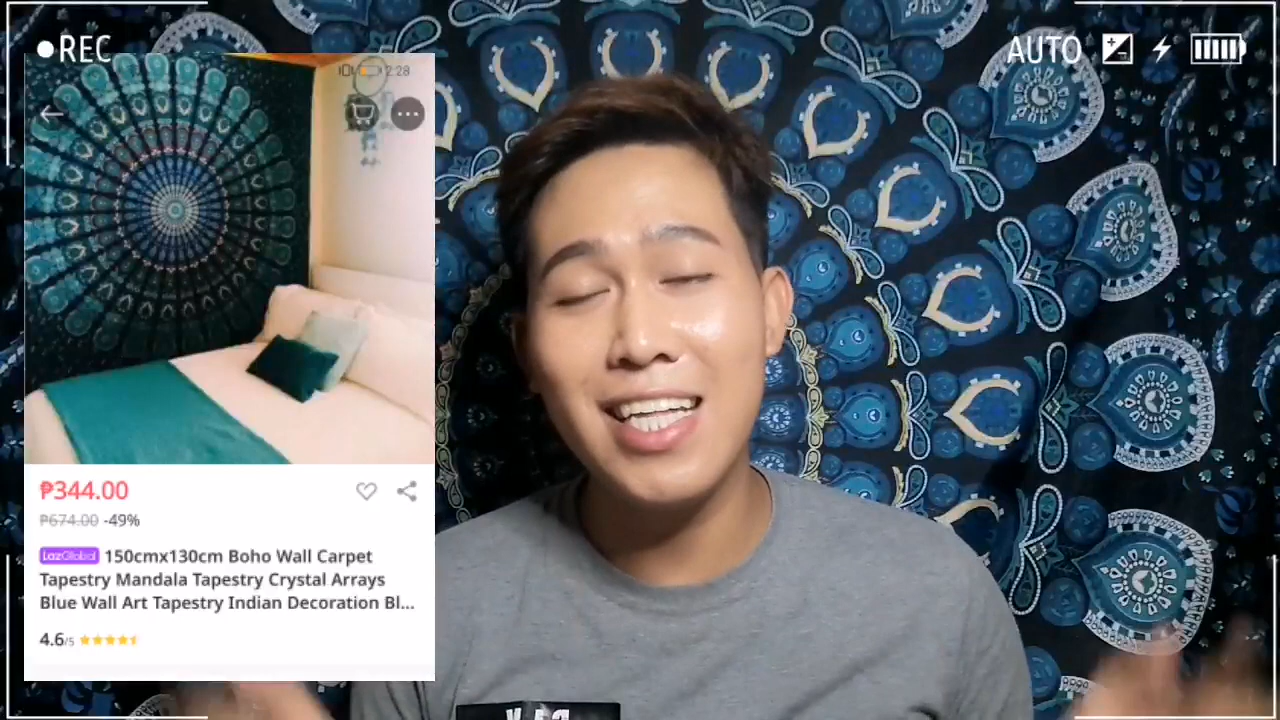 REC
AUTO
2:28
₱344.00
₱674.00 -49%
LazGlobal 150cmx130cm Boho Wall Carpet
Tapestry Mandala Tapestry Crystal Arrays
Blue Wall Art Tapestry Indian Decoration Bl...
4.6/5